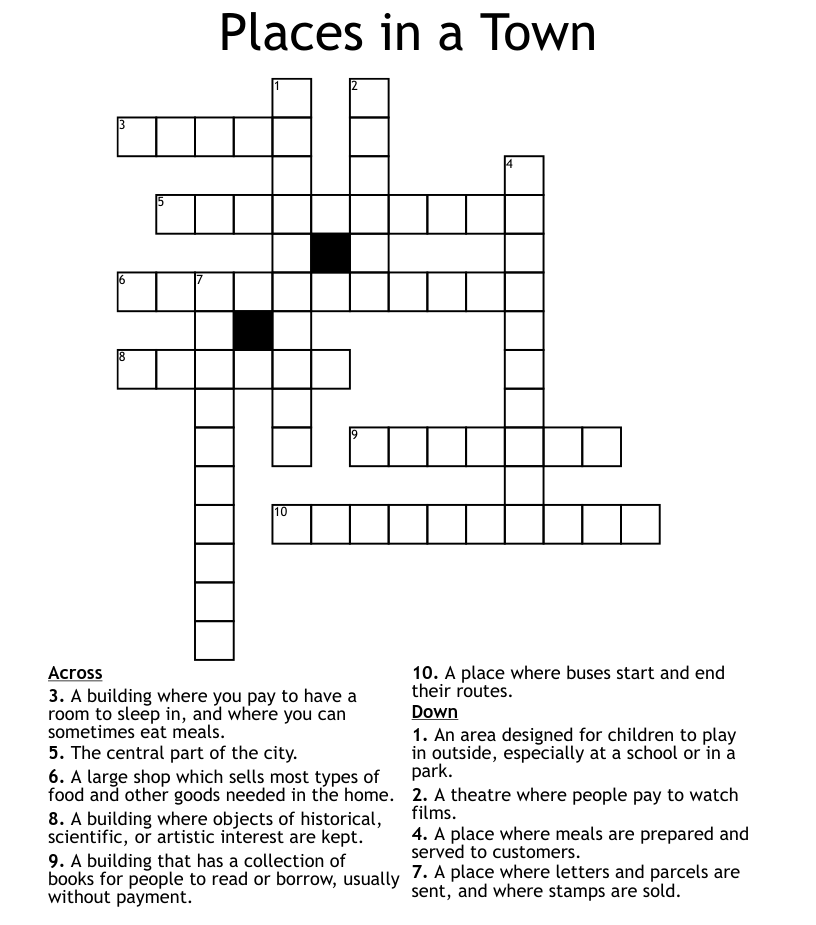 Places in a Town
1
2
3
4
5
6
7
8
9
10
Across
3. A building where you pay to have a
room to sleep in, and where you can
sometimes eat meals.
5. The central part of the city.
6. A large shop which sells most types of
food and other goods needed in the home.
8. A building where objects of historical,
scientific, or artistic interest are kept.
9. A building that has a collection of
books for people to read or borrow, usually
without payment.
10. A place where buses start and end
their routes.
Down
1. An area designed for children to play
in outside, especially at a school or in a
park.
2. A theatre where people pay to watch
films.
4. A place where meals are prepared and
served to customers.
7. A place where letters and parcels are
sent, and where stamps are sold.